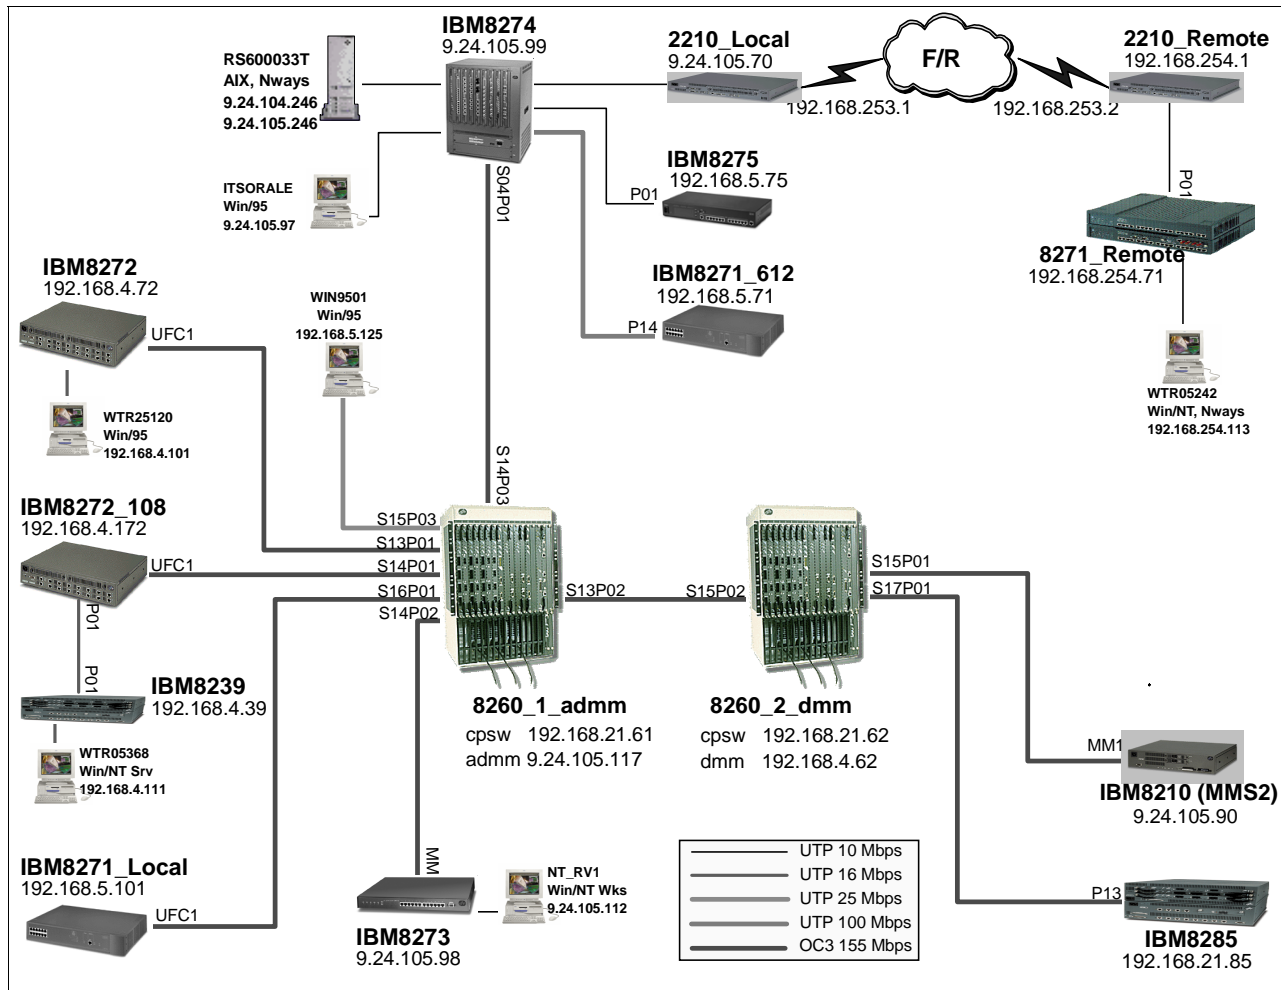 IBM8274
9.24.105.99
RS600033T
AIX, Nways
9.24.104.246
9.24.105.246
2210_Local
9.24.105.70
192.168.253.1
F/R
192.168.253.2
2210_Remote
192.168.254.1
P01
8271_Remote
192.168.254.71
WTR05242
Win/NT, Nways
192.168.254.113
ITSORALE
Win/95
9.24.105.97
S04P01
IBM8275
192.168.5.75
P01
IBM8271_612
192.168.5.71
P14
IBM8272
192.168.4.72
UFC1
WIN9501
Win/95
192.168.5.125
WTR25120
Win/95
192.168.4.101
S14P03
IBM8272_108
192.168.4.172
UFC1
P01
P01
S15P03
S13P01
S14P01
S16P01
S14P02
S13P02
S15P02
S15P01
S17P01
IBM8239
192.168.4.39
WTR05368
Win/NT Srv
192.168.4.111
8260_1_admm
cpsw 192.168.21.61
admm 9.24.105.117
8260_2_dmm
cpsw 192.168.21.62
dmm 192.168.4.62
MM1
IBM8210 (MMS2)
9.24.105.90
IBM8271_Local
192.168.5.101
UFC1
MM
NT_RV1
Win/NT Wks
9.24.105.112
IBM8273
9.24.105.98
UTP 10 Mbps
UTP 16 Mbps
UTP 25 Mbps
UTP 100 Mbps
OC3 155 Mbps
P13
IBM8285
192.168.21.85